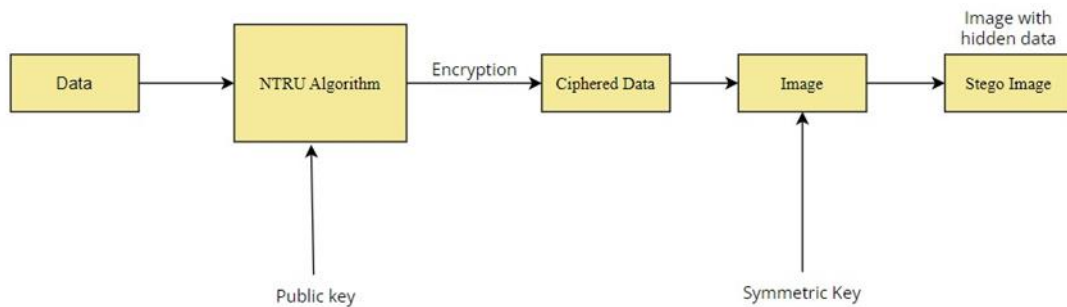 Data
NTRU Algorithm
Encryption
Ciphered Data
Image
Image with
hidden data
Stego Image
Public key
Symmetric Key